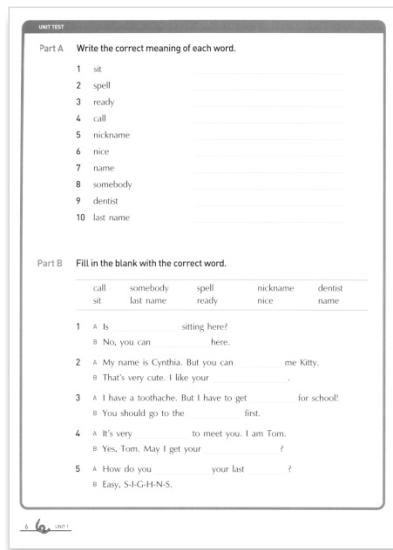 UNIT TEST
Part A Write the correct meaning of each word.
1 sit
2 spell
3 ready
4 call
5 nickname
6 nice
7 name
8 somebody
9 dentist
10 last name
Part B Fill in the blank with the correct word.
call somebody spell nickname dentist
sit last name ready nice name
1 A Is sitting here?
B No, you can here.
2 A My name is Cynthia. But you can me Kitty.
B That's very cute. I like your .
3 A I have a toothache. But I have to get for school!
B You should go to the first.
4 A It's very to meet you. I am Tom.
B Yes, Tom. May I get your ?
5 A How do you your last ?
B Easy, S-I-G-H-N-S.
6 UNIT 1